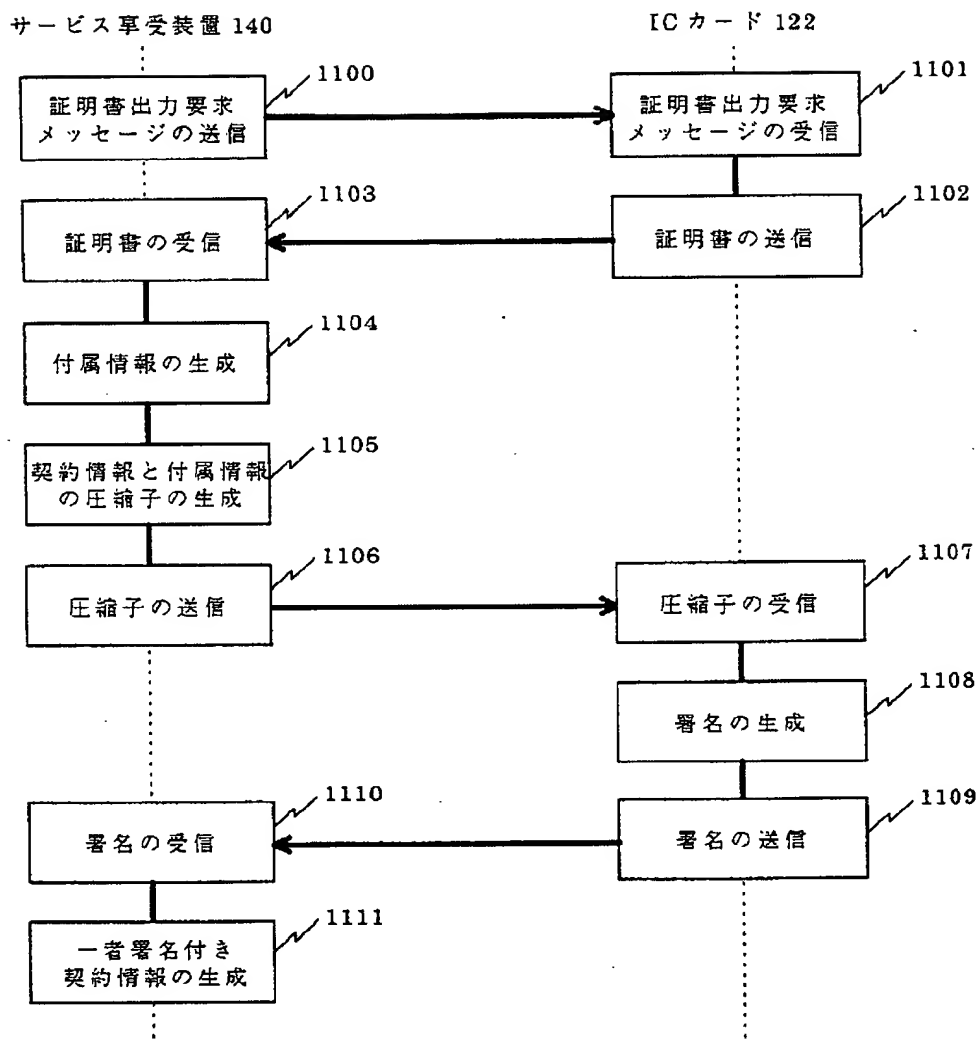 サービス享受装置 140
ICカード 122
1100
証明書出力要求
メッセージの送信
1101
証明書出力要求
メッセージの受信
1103
証明書の受信
1102
証明書の送信
1104
付属情報の生成
1105
契約情報と付属情報
の圧縮子の生成
1106
圧縮子の送信
1107
圧縮子の受信
1108
署名の生成
1110
署名の受信
1109
署名の送信
1111
一者署名付き
契約情報の生成